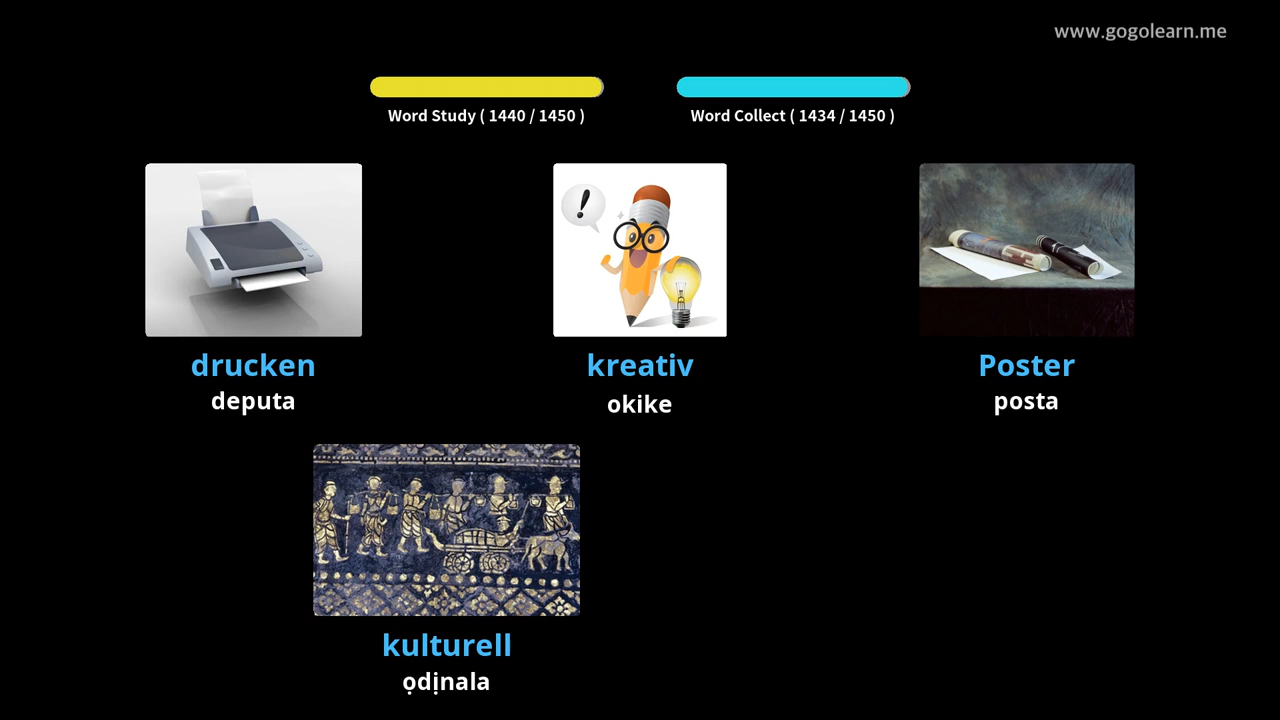 www.gogolearn.me
Word Study ( 1440 / 1450 )
Word Collect ( 1434 / 1450 )
drucken
deputa
kreativ
okike
Poster
posta
kulturell
ọdịnala